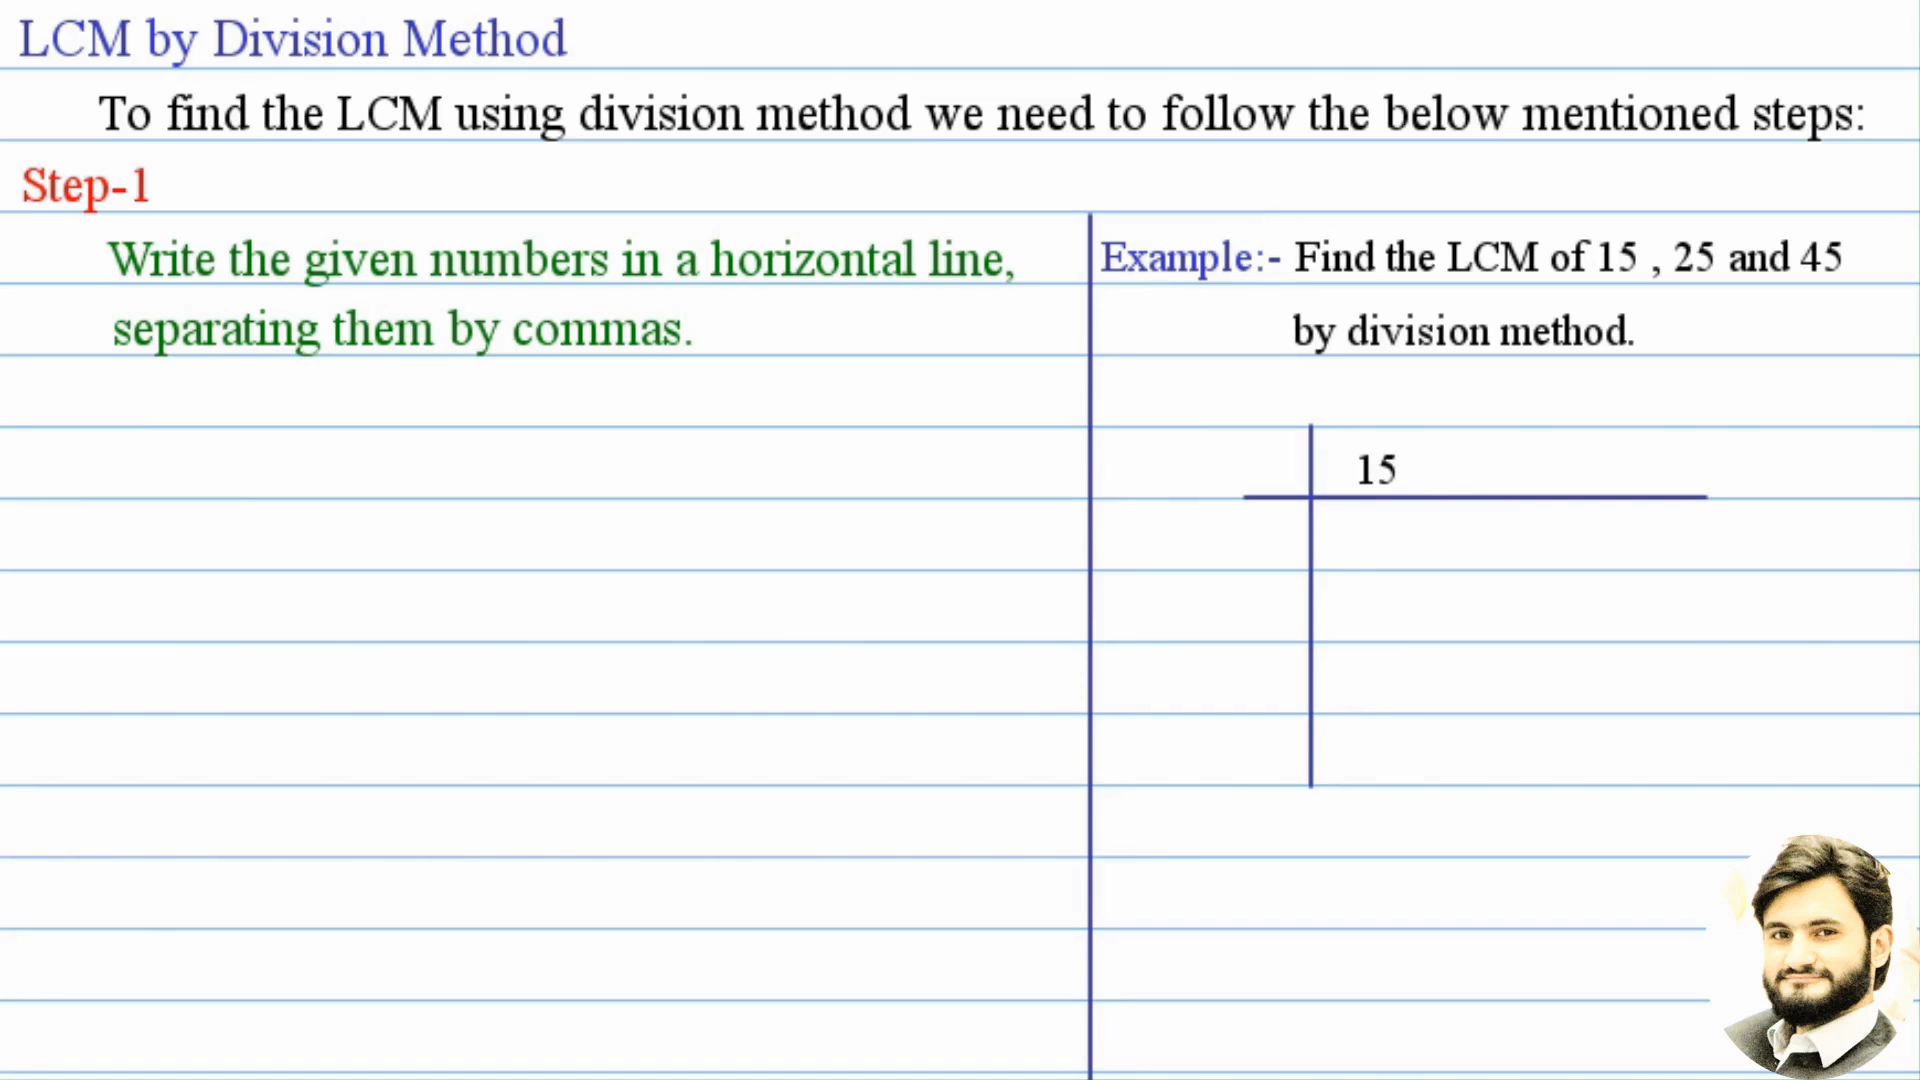 LCM by Division Method
To find the LCM using division method we need to follow the below mentioned steps:
Step-1
Write the given numbers in a horizontal line,
separating them by commas.
Example:- Find the LCM of 15 , 25 and 45
by division method.
15